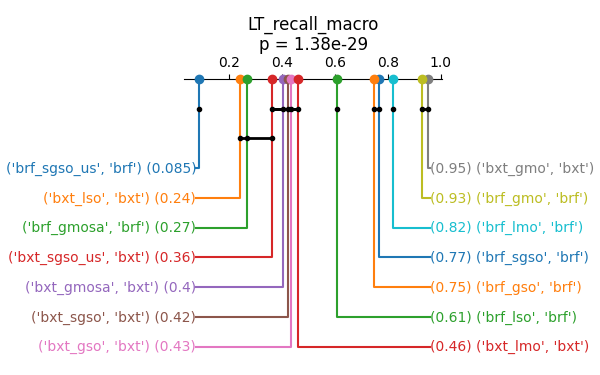 LT_recall_macro
p = 1.38e-29
0.2 0.4 0.6 0.8 1.0
('brf_sgso_us', 'brf') (0.085) (0.95) ('bxt_gmo', 'bxt')
('bxt_lso', 'bxt') (0.24) (0.93) ('brf_gmo', 'brf')
('brf_gmosa', 'brf') (0.27) (0.82) ('brf_lmo', 'brf')
('bxt_sgso_us', 'bxt') (0.36) (0.77) ('brf_sgso', 'brf')
('bxt_gmosa', 'bxt') (0.4) (0.75) ('brf_gso', 'brf')
('bxt_sgso', 'bxt') (0.42) (0.61) ('brf_lso', 'brf')
('bxt_gso', 'bxt') (0.43) (0.46) ('bxt_lmo', 'bxt')